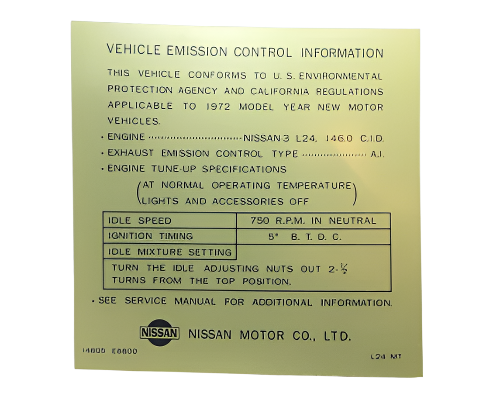 VEHICLE EMISSION CONTROL INFORMATION
THIS VEHICLE CONFORMS TO U.S. ENVIRONMENTAL
PROTECTION AGENCY AND CALIFORNIA REGULATIONS
APPLICABLE TO 1972 MODEL YEAR NEW MOTOR
VEHICLES.
• ENGINE ······························ NISSAN-3 L24, 146.0 C.I.D.
• EXHAUST EMISSION CONTROL TYPE ···················· A.I.
• ENGINE TUNE-UP SPECIFICATIONS
(AT NORMAL OPERATING TEMPERATURE
LIGHTS AND ACCESSORIES OFF)
IDLE SPEED 750 R.P.M. IN NEUTRAL
IGNITION TIMING 5° B. T. D. C.
IDLE MIXTURE SETTING
TURN THE IDLE ADJUSTING NUTS OUT 2-½
TURNS FROM THE TOP POSITION.
• SEE SERVICE MANUAL FOR ADDITIONAL INFORMATION.
NISSAN NISSAN MOTOR CO., LTD.
14805 E8800 L24 MT